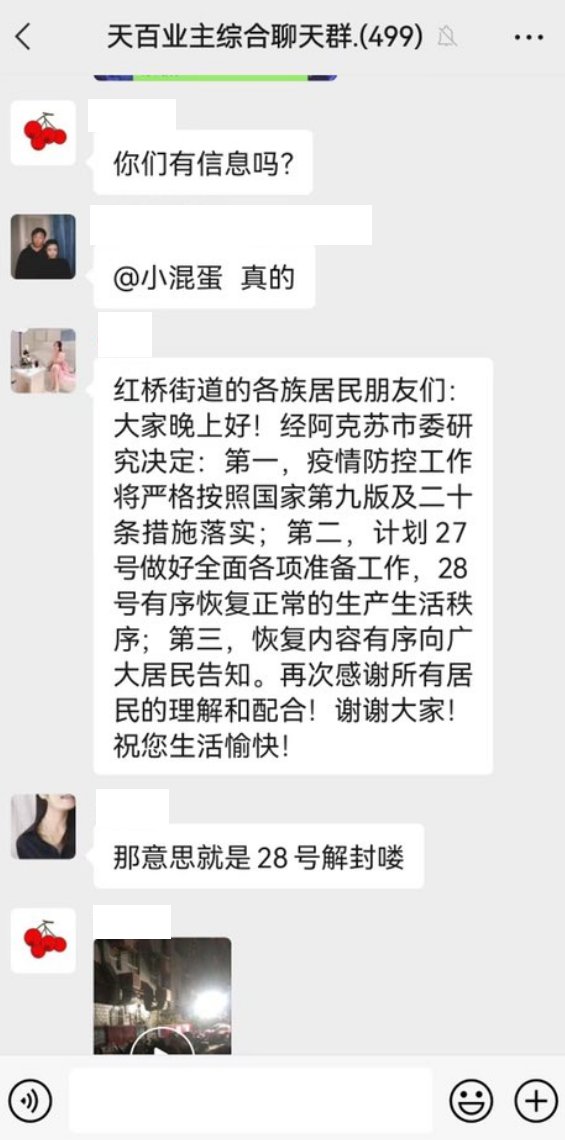 天百业主综合聊天群.(499)
你们有信息吗?
@小混蛋 真的
红桥街道的各族居民朋友们：
大家晚上好！经阿克苏市委研
究决定：第一，疫情防控工作
将严格按照国家第九版及二十
条措施落实；第二，计划27
号做好全面各项准备工作，28
号有序恢复正常的生产生活秩
序；第三，恢复内容有序向广
大居民告知。再次感谢所有居
民的理解和配合！谢谢大家！
祝您生活愉快！
那意思就是28号解封喽